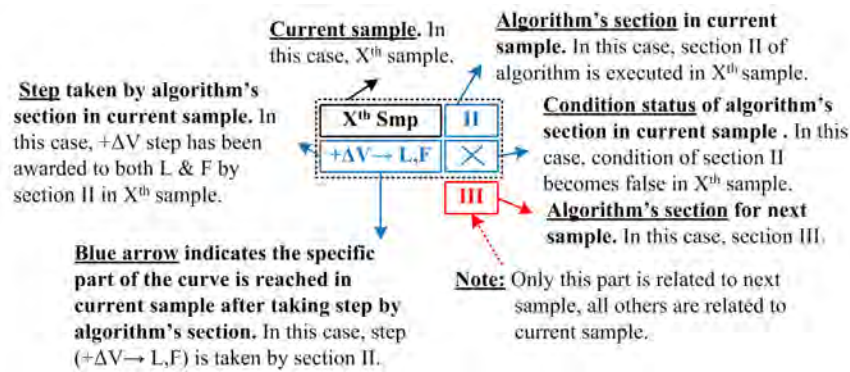 Current sample. In
this case, Xth sample.
Algorithm's section in current
sample. In this case, section II of
algorithm is executed in Xth sample.
Step taken by algorithm's
section in current sample. In
this case, +ΔV step has been
awarded to both L & F by
section II in Xth sample.
Xth Smp II
+ΔV→ L,F
III
Condition status of algorithm's
section in current sample . In this
case, condition of section II
becomes false in Xth sample.
Algorithm's section for next
sample. In this case, section III.
Blue arrow indicates the specific
part of the curve is reached in
current sample after taking step by
algorithm's section. In this case, step
(+ΔV→ L,F) is taken by section II.
Note: Only this part is related to next
sample, all others are related to
current sample.